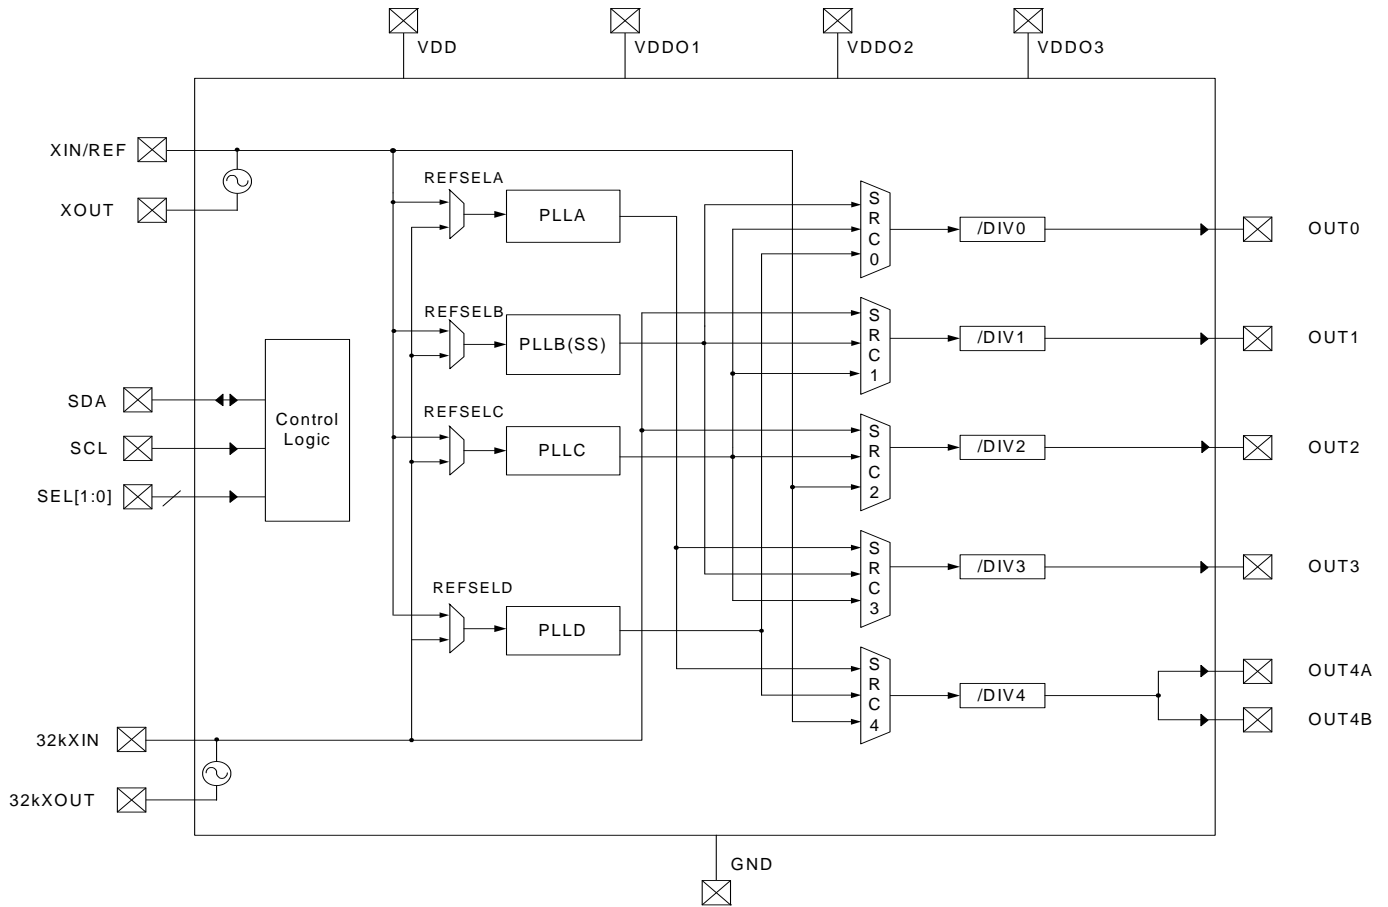 VDD
VDDO1
VDDO2
VDDO3
XIN/REF
XOUT
REFSELA
PLLA
SRC0
/DIV0
OUT0
REFSELB
PLLB(SS)
SRC1
/DIV1
OUT1
SDA
SCL
SEL[1:0]
Control
Logic
REFSELC
PLLC
SRC2
/DIV2
OUT2
REFSELD
PLLD
SRC3
/DIV3
OUT3
SRC4
/DIV4
OUT4A
OUT4B
32kXIN
32kXOUT
GND